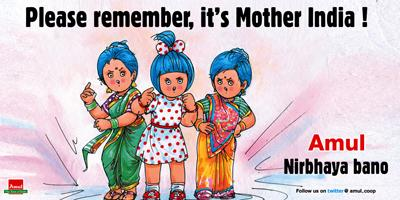 Please remember, it's Mother India !
Amul
Nirbhaya bano
Amul
Follow us on twitter@ amul_coop